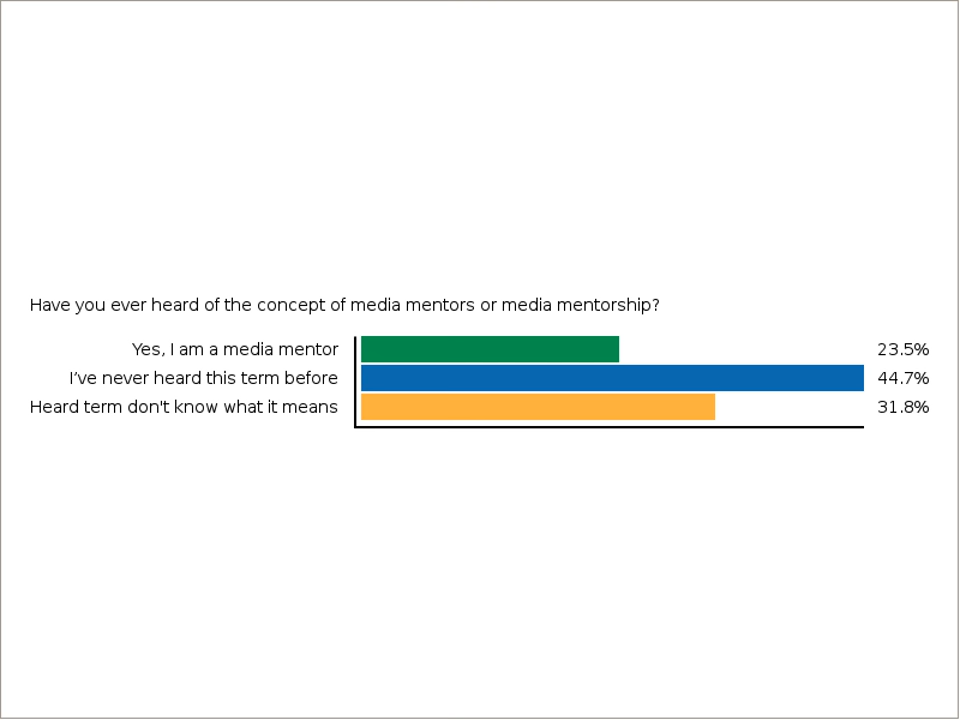 Have you ever heard of the concept of media mentors or media mentorship?
Yes, I am a media mentor 23.5%
I’ve never heard this term before 44.7%
Heard term don't know what it means 31.8%